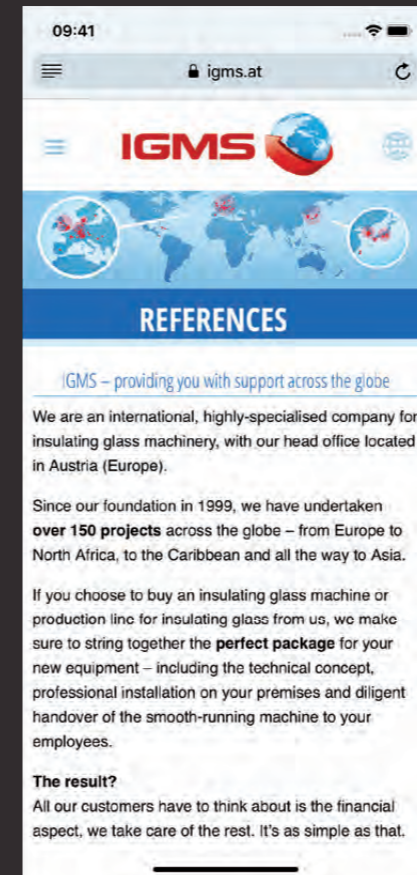 09:41
igms.at
IGMS
REFERENCES
IGMS – providing you with support across the globe
We are an international, highly-specialised company for
insulating glass machinery, with our head office located
in Austria (Europe).
Since our foundation in 1999, we have undertaken
over 150 projects across the globe – from Europe to
North Africa, to the Caribbean and all the way to Asia.
If you choose to buy an insulating glass machine or
production line for insulating glass from us, we make
sure to string together the perfect package for your
new equipment – including the technical concept,
professional installation on your premises and diligent
handover of the smooth-running machine to your
employees.
The result?
All our customers have to think about is the financial
aspect, we take care of the rest. It's as simple as that.